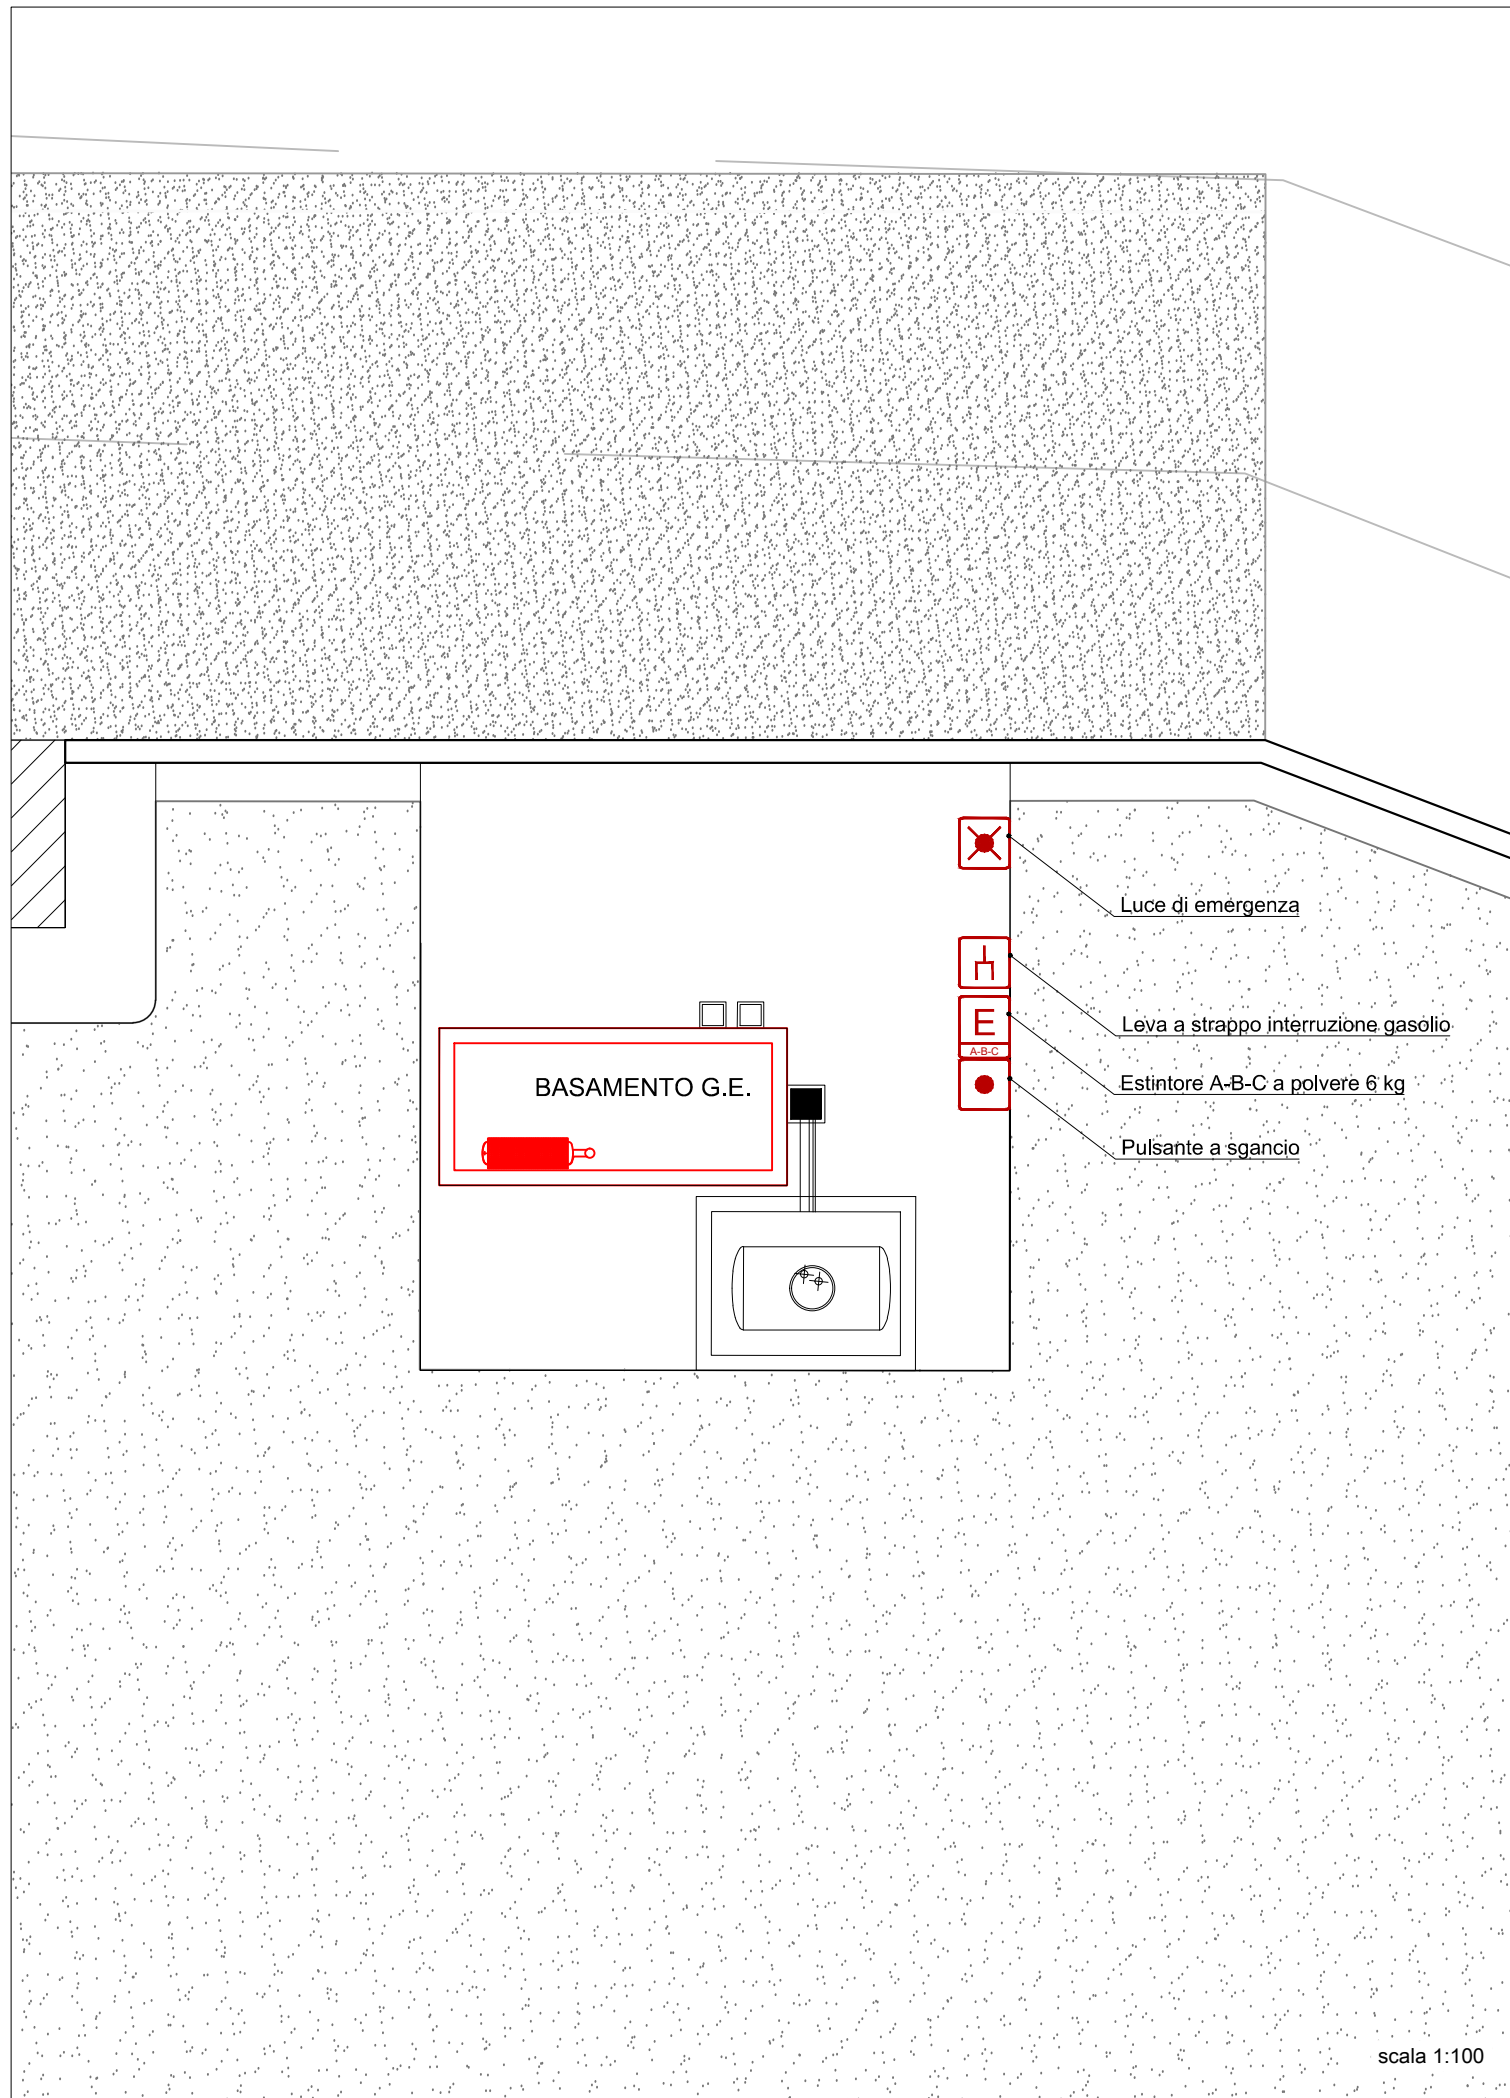 Luce di emergenza
Leva a strappo interruzione gasolio
E
A-B-C
BASAMENTO G.E.
Estintore A-B-C a polvere 6 kg
Pulsante a sgancio
scala 1:100